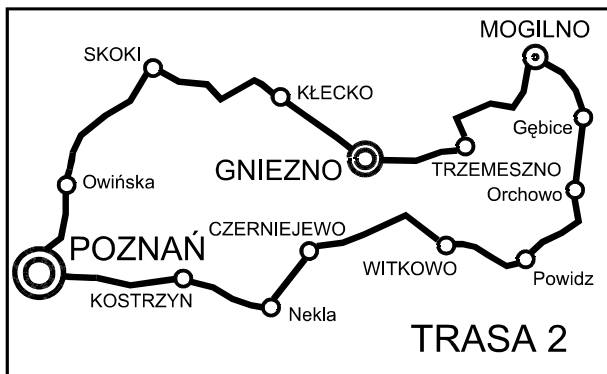 MOGILNO
SKOKI
KŁECKO
Gębice
GNIEZNO
TRZEMESZNO
Owińska
Orchowo
POZNAŃ
CZERNIEJEWO
WITKOWO
Powidz
KOSTRZYN
Nekla
TRASA 2